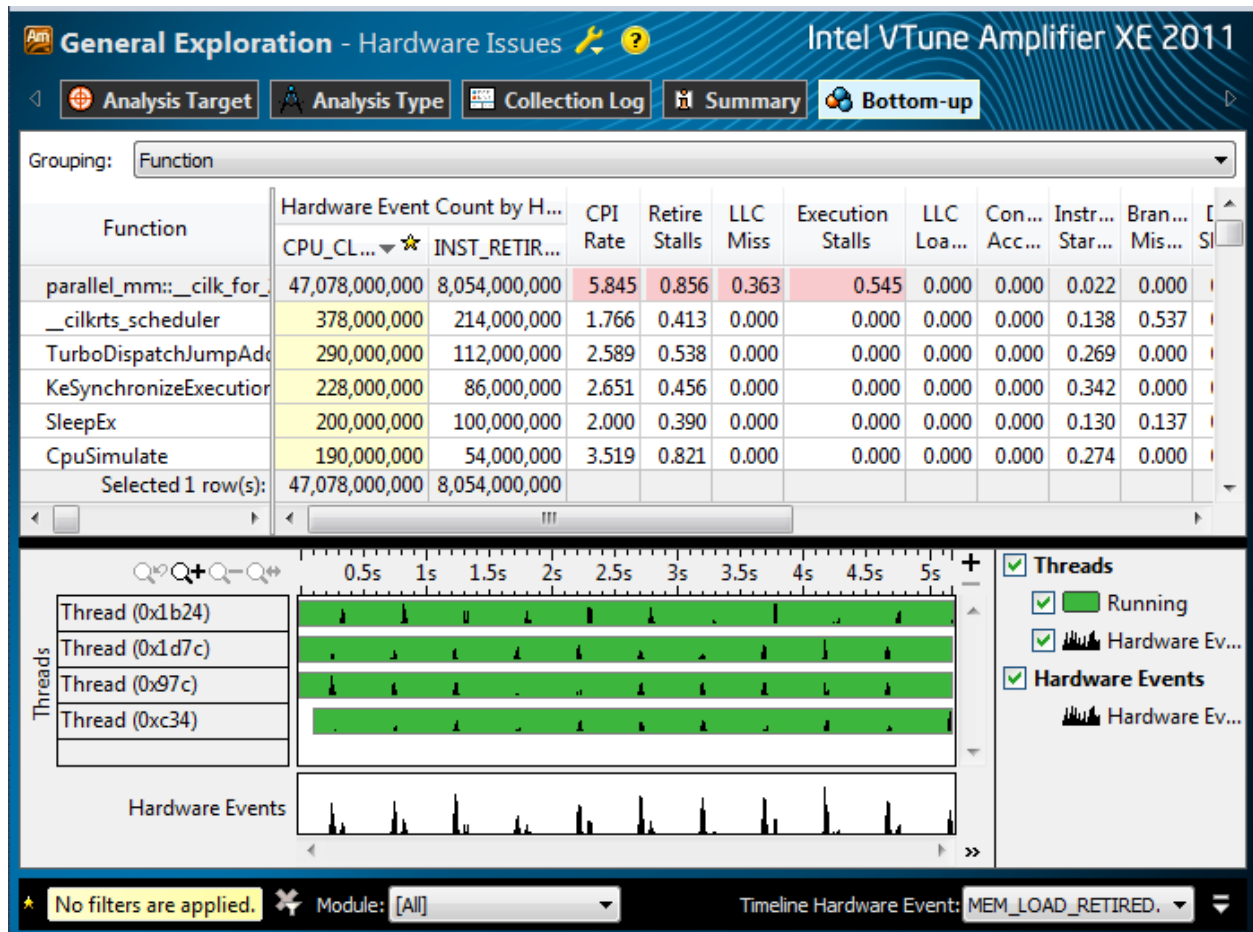 Am General Exploration - Hardware Issues ? Intel VTune Amplifier XE 2011
Analysis Target Analysis Type Collection Log Summary Bottom-up
Grouping: Function
Function Hardware Event Count by H... CPI Rate Retire Stalls LLC Miss Execution Stalls LLC Loa... Con... Acc... Instr... Star... Bran... Mis...
CPU_CL... INST_RETIR...
parallel_mm::__cilk_for_ 47,078,000,000 8,054,000,000 5.845 0.856 0.363 0.545 0.000 0.000 0.022 0.000
__cilkrts_scheduler 378,000,000 214,000,000 1.766 0.413 0.000 0.000 0.000 0.000 0.138 0.537
TurboDispatchJumpAdd 290,000,000 112,000,000 2.589 0.538 0.000 0.000 0.000 0.000 0.269 0.000
KeSynchronizeExecution 228,000,000 86,000,000 2.651 0.456 0.000 0.000 0.000 0.000 0.342 0.000
SleepEx 200,000,000 100,000,000 2.000 0.390 0.000 0.000 0.000 0.000 0.130 0.137
CpuSimulate 190,000,000 54,000,000 3.519 0.821 0.000 0.000 0.000 0.000 0.274 0.000
Selected 1 row(s): 47,078,000,000 8,054,000,000
0.5s 1s 1.5s 2s 2.5s 3s 3.5s 4s 4.5s 5s
Threads
Thread (0x1b24)
Thread (0x1d7c)
Thread (0x97c)
Thread (0xc34)
Hardware Events
Threads
Running
Hardware Ev...
Hardware Events
Hardware Ev...
No filters are applied. Module: [All] Timeline Hardware Event: MEM_LOAD_RETIRED.